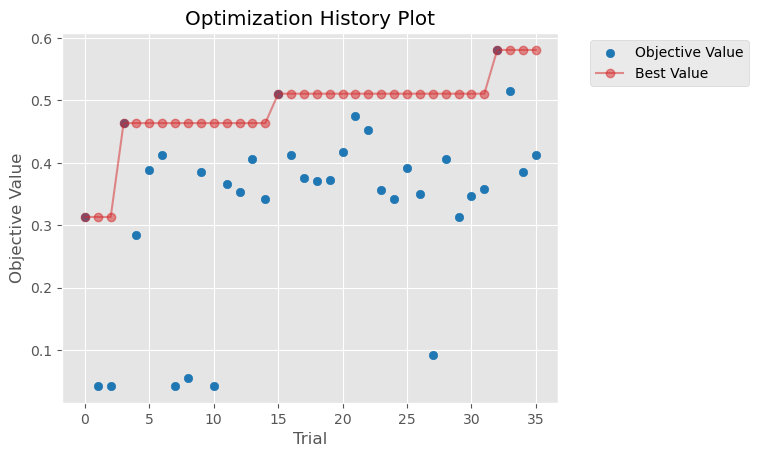 Optimization History Plot
Objective Value
Best Value
0.6
0.5
0.4
0.3
0.2
0.1
Objective Value
0 5 10 15 20 25 30 35
Trial